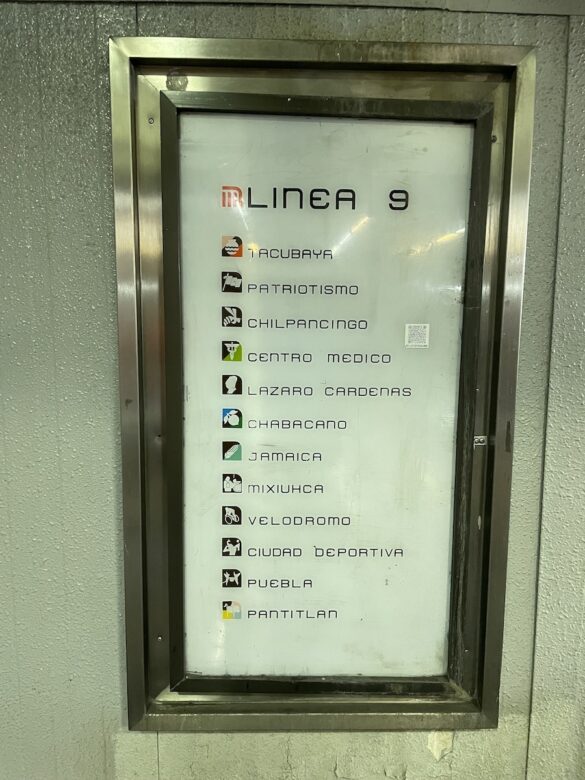 LINEA 9
TACUBAYA
PATRIOTISMO
CHILPANCINGO
CENTRO MEDICO
LAZARO CARDENAS
CHABACANO
JAMAICA
MIXIUHCA
VELODROMO
CIUDAD DEPORTIVA
PUEBLA
PANTITLAN